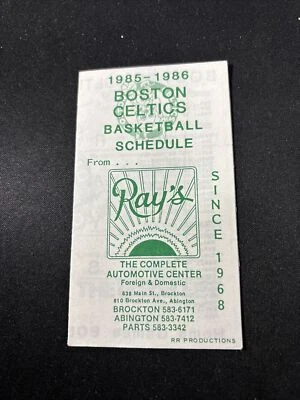 1985-1986
BOSTON
CELTICS
BASKETBALL
SCHEDULE
From . . .
Ray's
SINCE 1968
THE COMPLETE
AUTOMOTIVE CENTER
Foreign & Domestic
638 Main St., Brockton
810 Brockton Ave., Abington
BROCKTON 583-6171
ABINGTON 583-7412
PARTS 583-3342
RR PRODUCTIONS